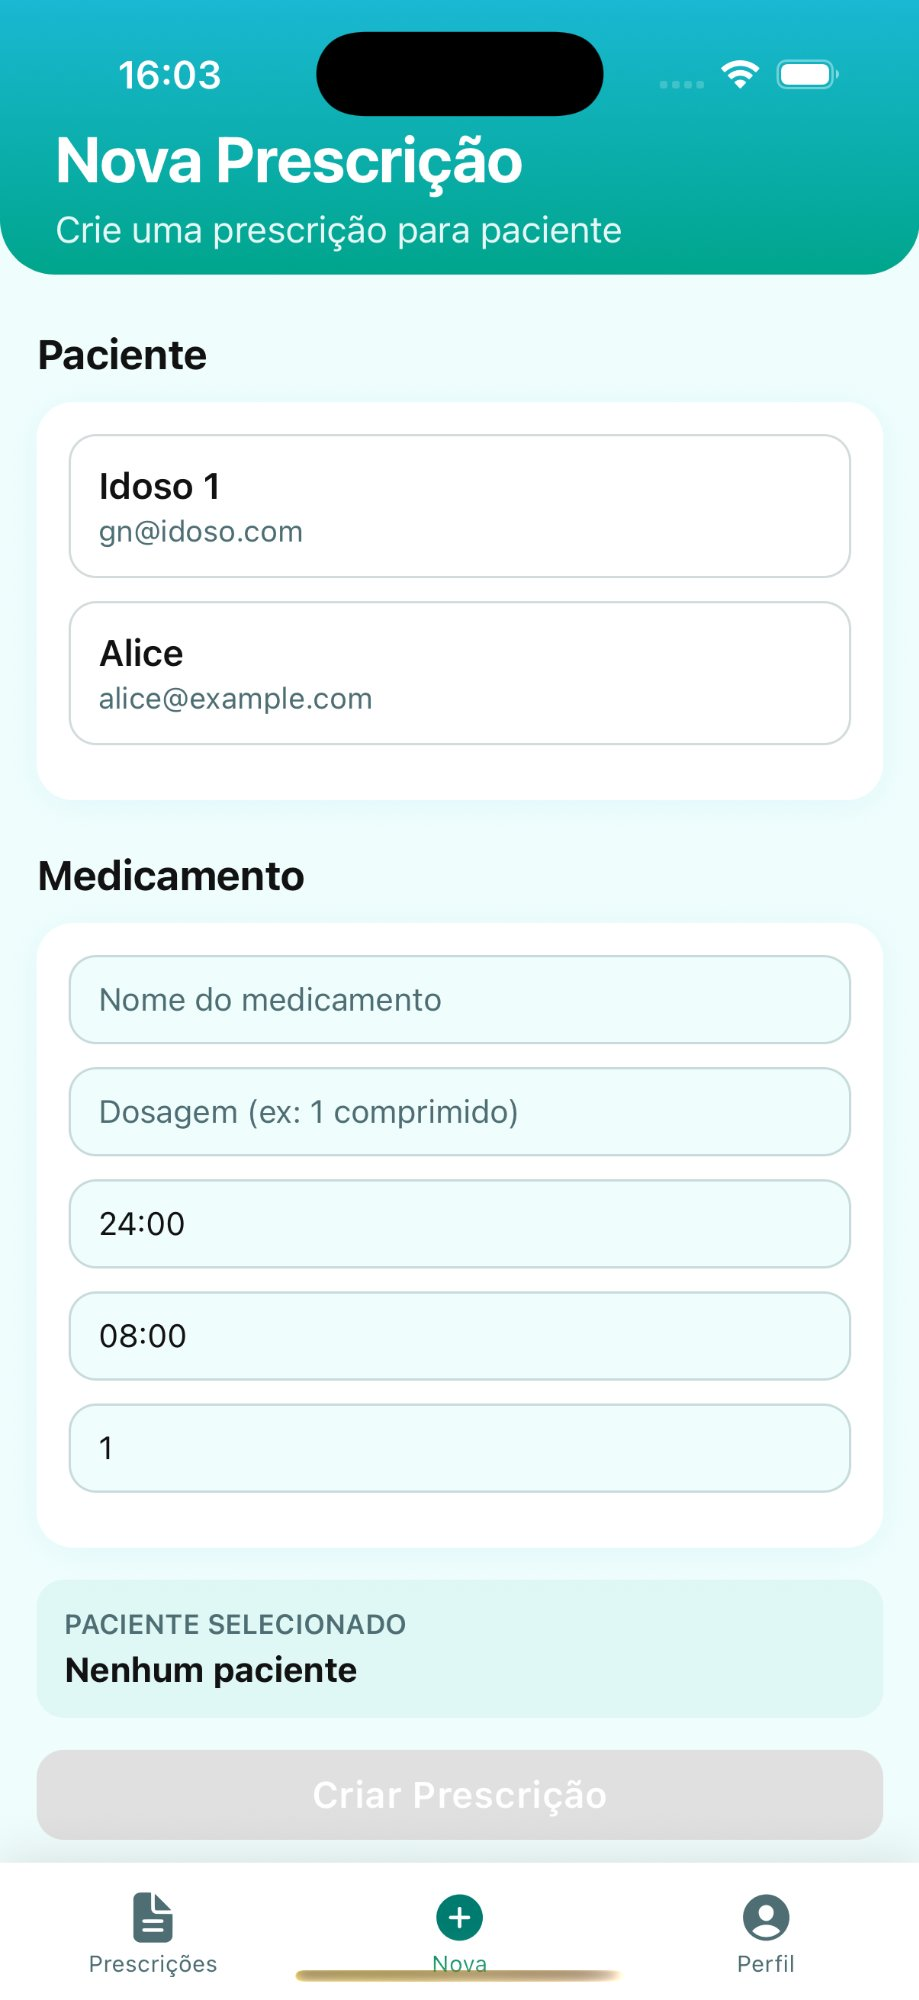 16:03
Nova Prescrição
Crie uma prescrição para paciente
Paciente
Idoso 1
gn@idoso.com
Alice
alice@example.com
Medicamento
Nome do medicamento
Dosagem (ex: 1 comprimido)
24:00
08:00
1
PACIENTE SELECIONADO
Nenhum paciente
Criar Prescrição
Prescrições
Nova
Perfil